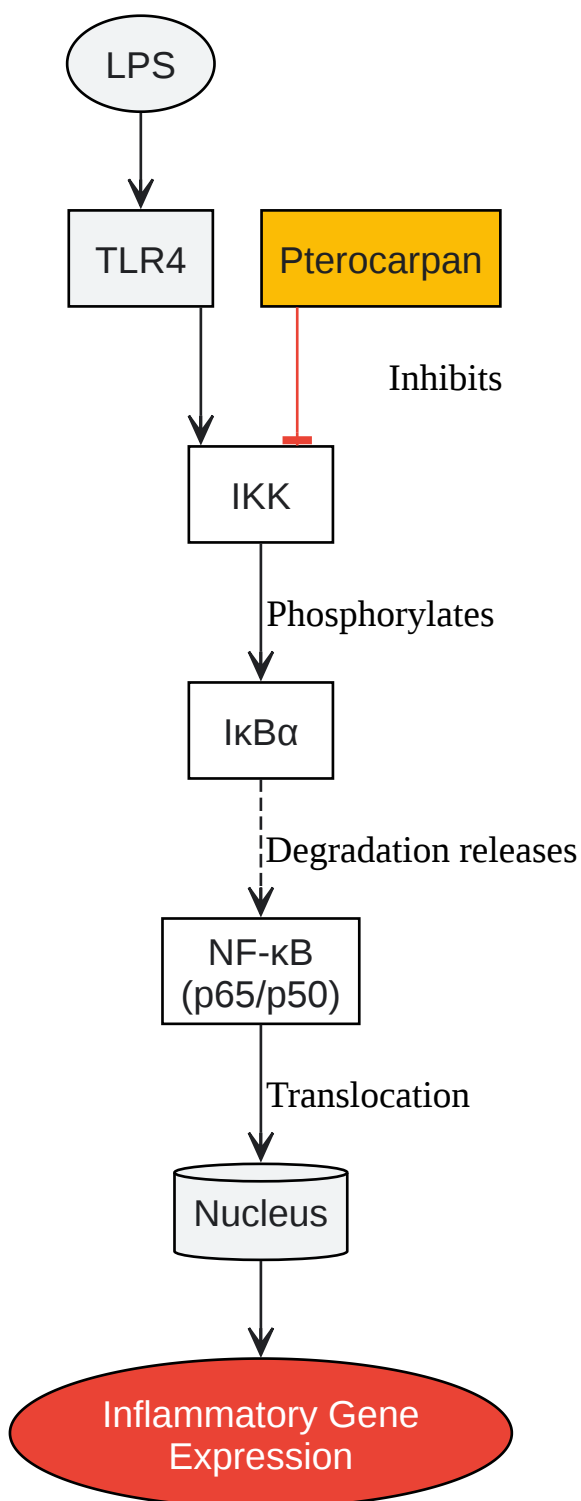 LPS
TLR4
Pterocarpan
Inhibits
IKK
Phosphorylates
IκBα
Degradation releases
NF-κB
(p65/p50)
Translocation
Nucleus
Inflammatory Gene
Expression